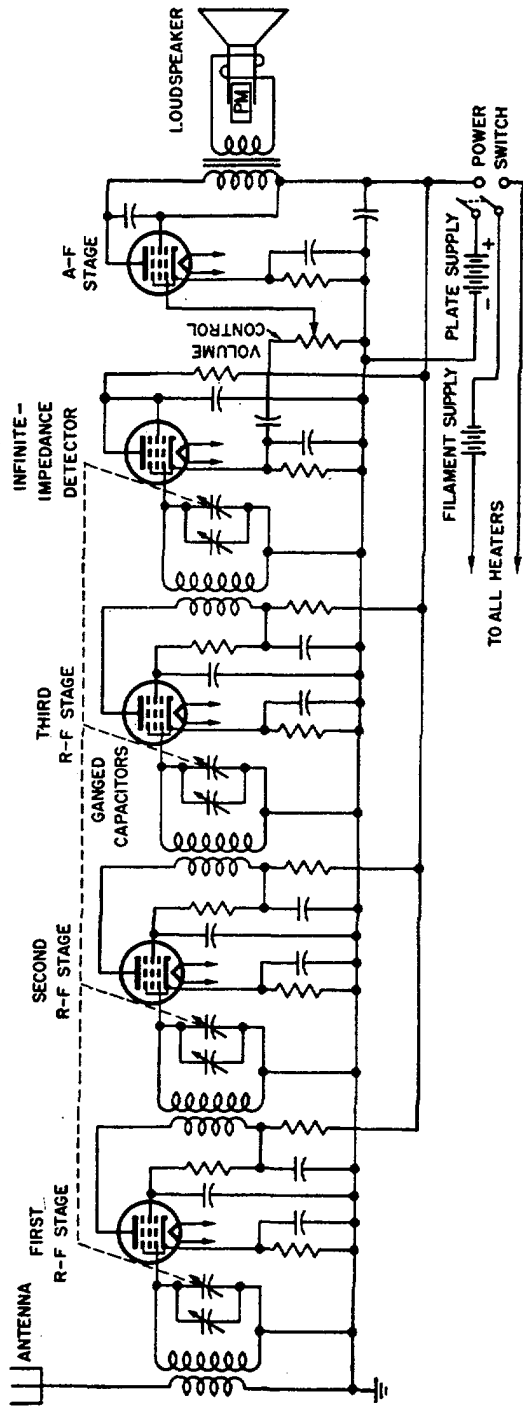 ANTENNA
FIRST
R-F STAGE
SECOND
R-F STAGE
THIRD
R-F STAGE
GANGED
CAPACITORS
INFINITE-
IMPEDANCE
DETECTOR
VOLUME
CONTROL
A-F
STAGE
LOUDSPEAKER
PM
FILAMENT SUPPLY
PLATE SUPPLY
- +
POWER
SWITCH
TO ALL HEATERS